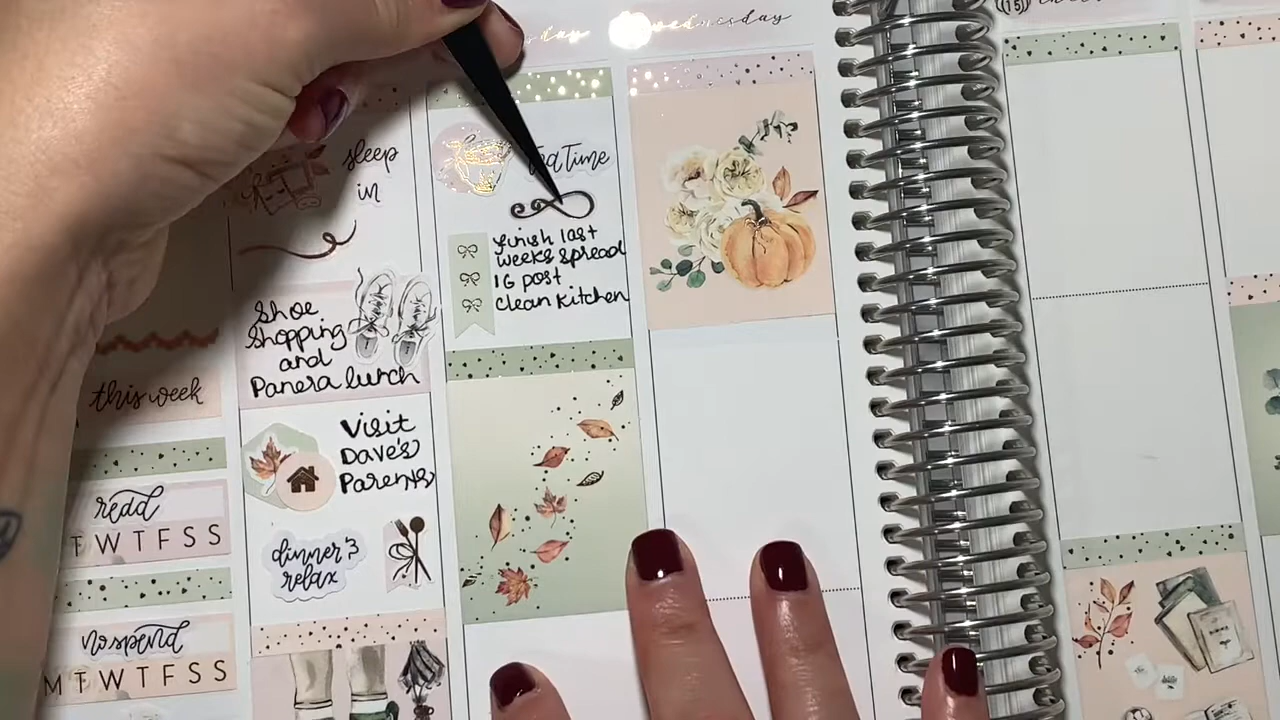 Wednesday
(15)
sleep
in
Tea Time
finish last
weeks spread
IG post
clean kitchen
Shoe
Shopping
and
Panera lunch
this week
Visit
Dave's
Parents
read
T W T F S S
dinner &
relax
no spend
M T W T F S S